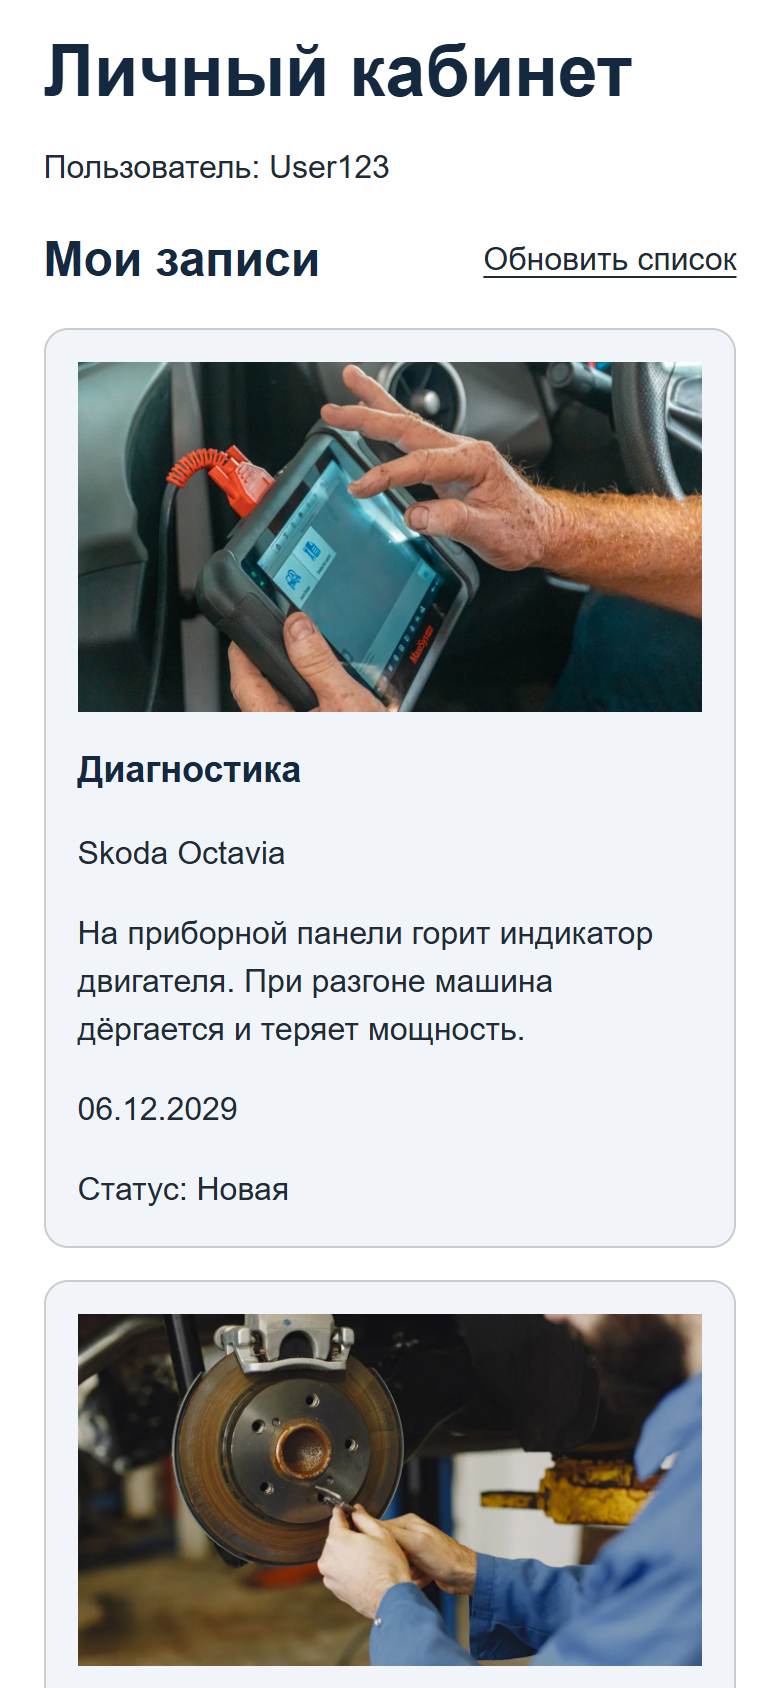 Личный кабинет
Пользователь: User123
Мои записи
Обновить список
MaxiSys
Диагностика
Skoda Octavia
На приборной панели горит индикатор
двигателя. При разгоне машина
дёргается и теряет мощность.
06.12.2029
Статус: Новая